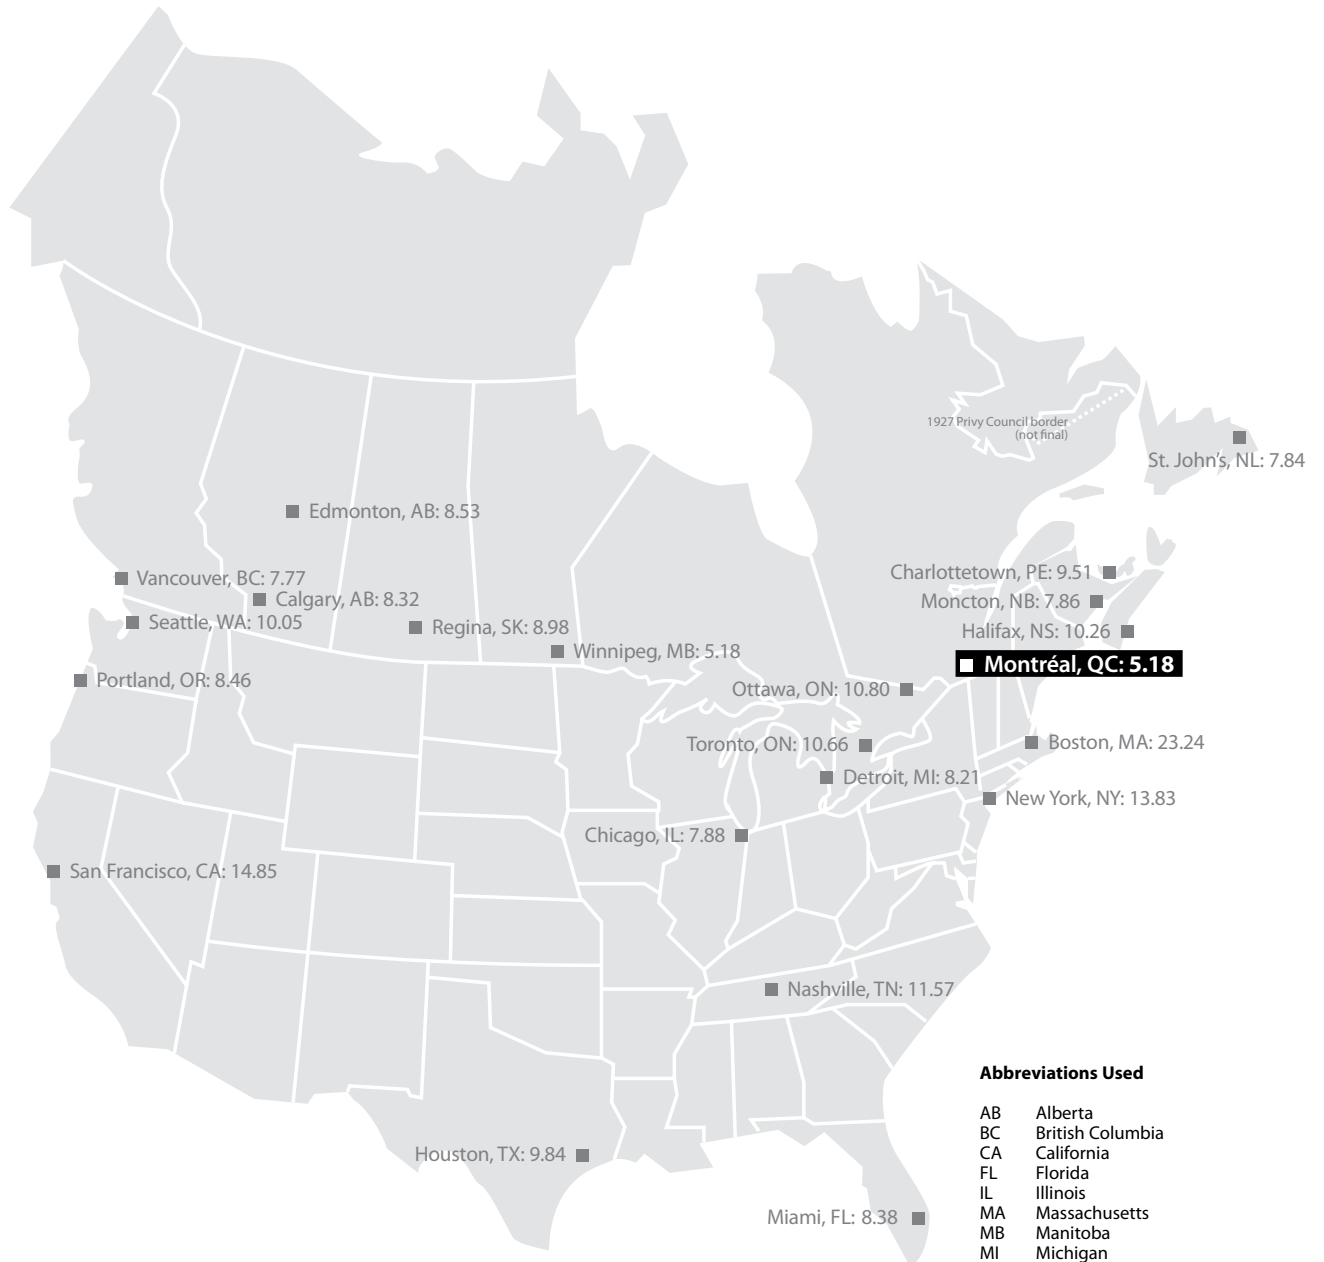 1927 Privy Council border
(not final)
St. John's, NL: 7.84
Edmonton, AB: 8.53
Vancouver, BC: 7.77
Charlottetown, PE: 9.51
Calgary, AB: 8.32
Moncton, NB: 7.86
Seattle, WA: 10.05
Regina, SK: 8.98
Halifax, NS: 10.26
Winnipeg, MB: 5.18
Montréal, QC: 5.18
Portland, OR: 8.46
Ottawa, ON: 10.80
Toronto, ON: 10.66
Boston, MA: 23.24
Detroit, MI: 8.21
New York, NY: 13.83
Chicago, IL: 7.88
San Francisco, CA: 14.85
Nashville, TN: 11.57
Houston, TX: 9.84
Miami, FL: 8.38
Abbreviations Used
AB Alberta
BC British Columbia
CA California
FL Florida
IL Illinois
MA Massachusetts
MB Manitoba
MI Michigan